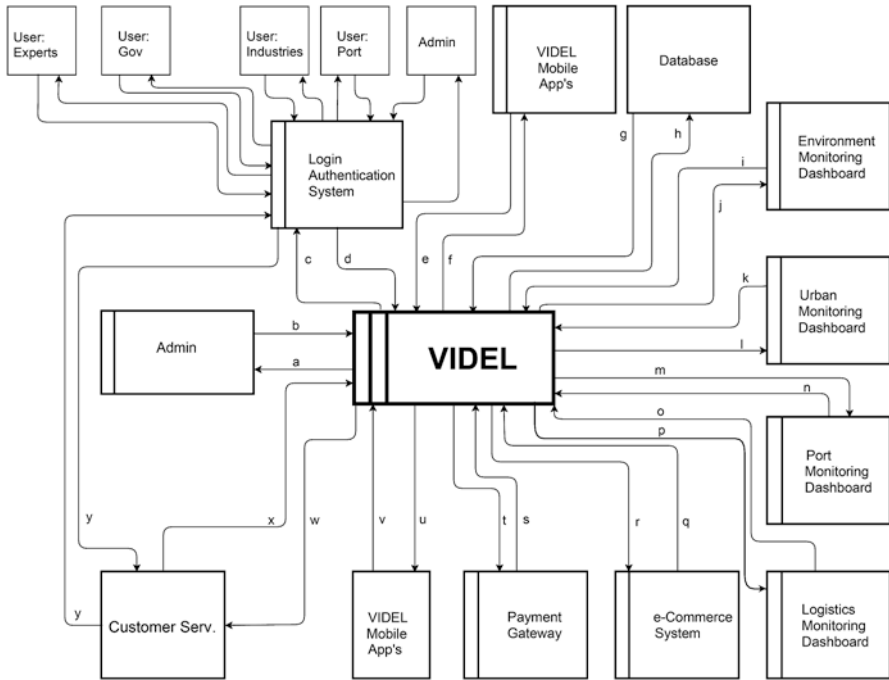 User:
Experts
User:
Gov
User:
Industries
User:
Port
Admin
VIDEL
Mobile
App's
Database
Login
Authentication
System
Environment
Monitoring
Dashboard
g
h
i
j
c
d
e
f
k
Urban
Monitoring
Dashboard
b
Admin
a
VIDEL
l
m
n
o
p
Port
Monitoring
Dashboard
y
x
w
v
u
t
s
r
q
y
Customer Serv.
VIDEL
Mobile
App's
Payment
Gateway
e-Commerce
System
Logistics
Monitoring
Dashboard